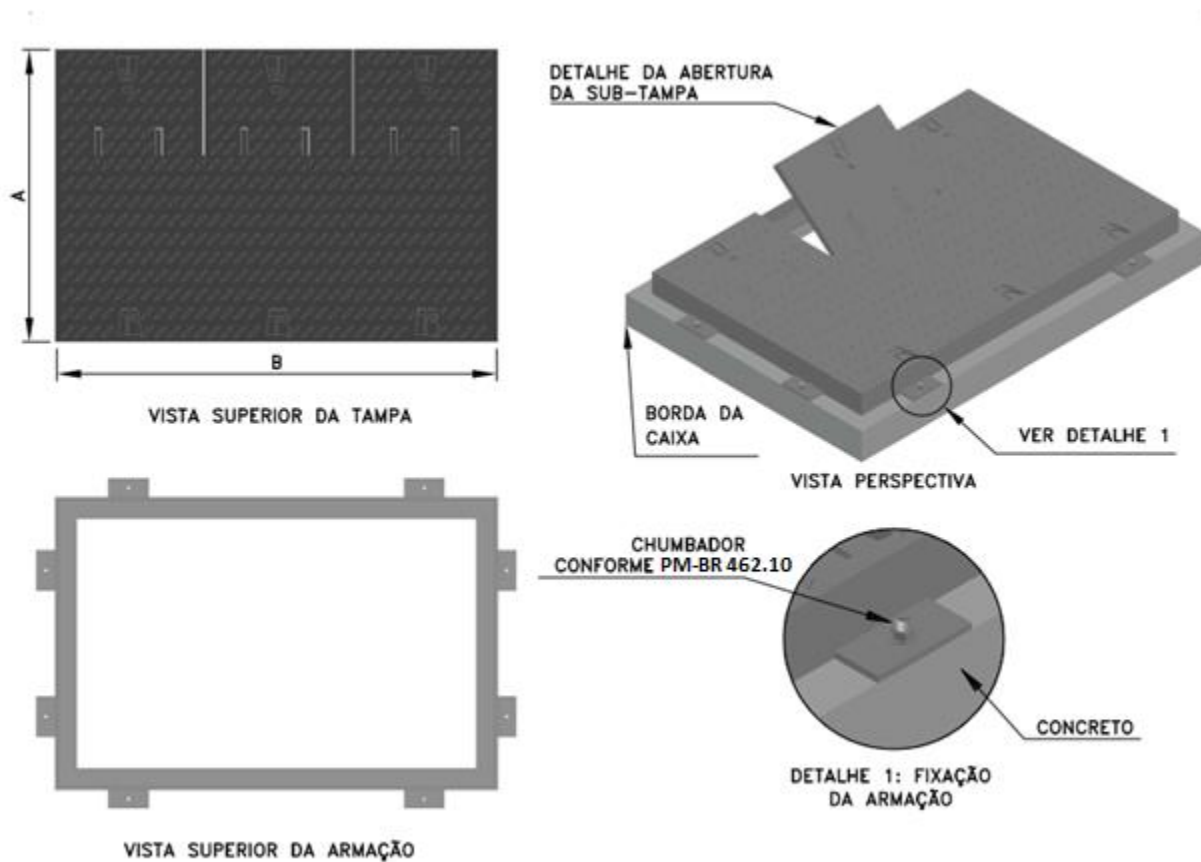 A
B
VISTA SUPERIOR DA TAMPA
DETALHE DA ABERTURA
DA SUB-TAMPA
BORDA DA
CAIXA
VER DETALHE 1
VISTA PERSPECTIVA
VISTA SUPERIOR DA ARMAÇÃO
CHUMBADOR
CONFORME PM-BR 462.10
CONCRETO
DETALHE 1: FIXAÇÃO
DA ARMAÇÃO